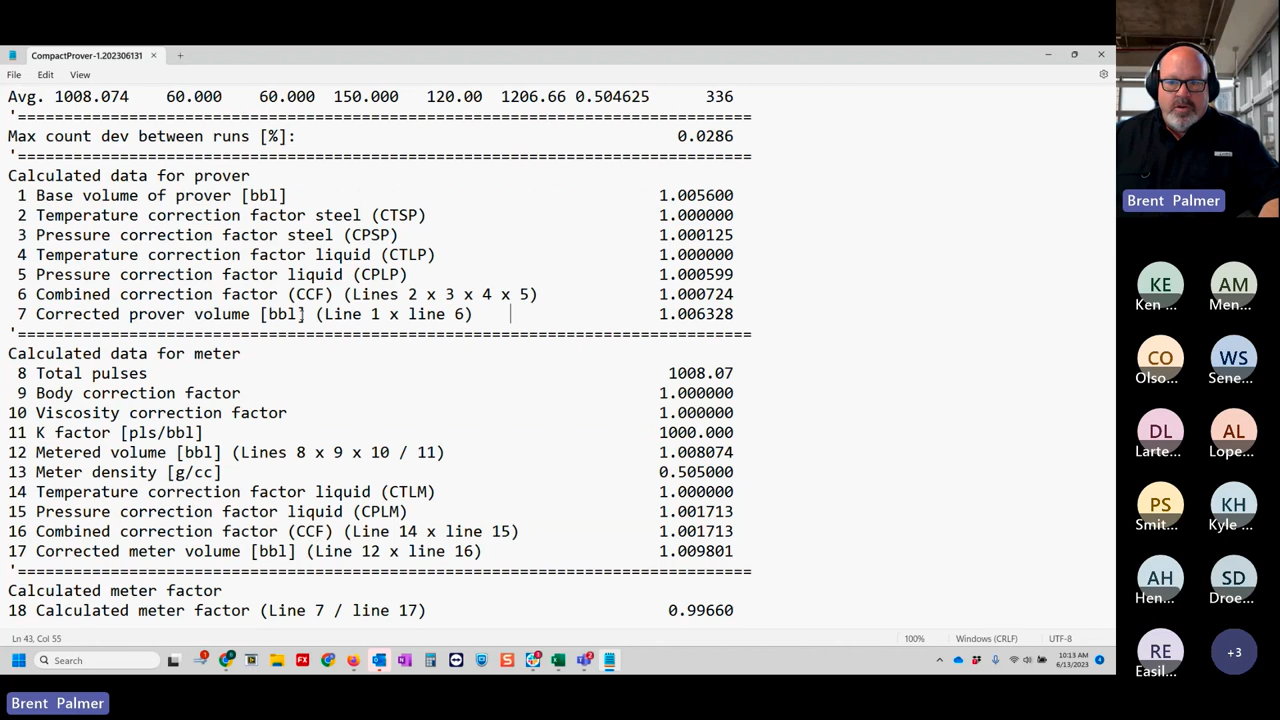 CompactProver-1.202306131
File Edit View
Avg. 1008.074 60.000 60.000 150.000 120.00 1206.66 0.504625 336
'================================================================================
Max count dev between runs [%]: 0.0286
'================================================================================
Calculated data for prover
1 Base volume of prover [bbl] 1.005600
2 Temperature correction factor steel (CTSP) 1.000000
3 Pressure correction factor steel (CPSP) 1.000125
4 Temperature correction factor liquid (CTLP) 1.000000
5 Pressure correction factor liquid (CPLP) 1.000599
6 Combined correction factor (CCF) (Lines 2 x 3 x 4 x 5) 1.000724
7 Corrected prover volume [bbl] (Line 1 x line 6) 1.006328
'================================================================================
Calculated data for meter
8 Total pulses 1008.07
9 Body correction factor 1.000000
10 Viscosity correction factor 1.000000
11 K factor [pls/bbl] 1000.000
12 Metered volume [bbl] (Lines 8 x 9 x 10 / 11) 1.008074
13 Meter density [g/cc] 0.505000
14 Temperature correction factor liquid (CTLM) 1.000000
15 Pressure correction factor liquid (CPLM) 1.001713
16 Combined correction factor (CCF) (Line 14 x line 15) 1.001713
17 Corrected meter volume [bbl] (Line 12 x line 16) 1.009801
'================================================================================
Calculated meter factor
18 Calculated meter factor (Line 7 / line 17) 0.99660
Ln 43, Col 55 100% Windows (CRLF) UTF-8
Search
10:13 AM
6/13/2023
Brent Palmer
Brent Palmer
KE AM
Ken ... Men...
CO WS
Olso... Sene...
DL AL
Larte... Lope...
PS KH
Smit... Kyle ...
AH SD
Hen... Droe...
RE +3
Easil...